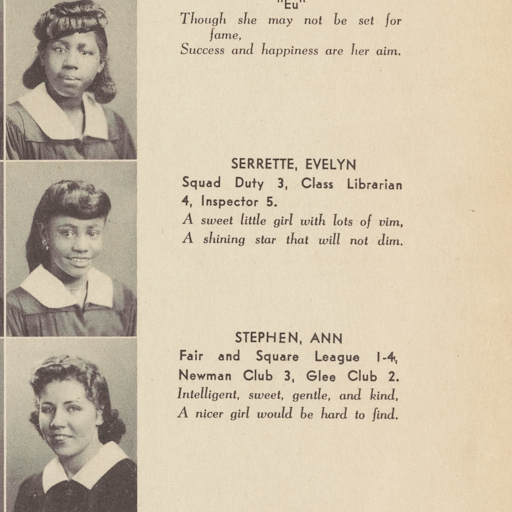 "Eu"
Though she may not be set for
fame,
Success and happiness are her aim.
SERRETTE, EVELYN
Squad Duty 3, Class Librarian
4, Inspector 5.
A sweet little girl with lots of vim,
A shining star that will not dim.
STEPHEN, ANN
Fair and Square League 1-4,
Newman Club 3, Glee Club 2.
Intelligent, sweet, gentle, and kind,
A nicer girl would be hard to find.